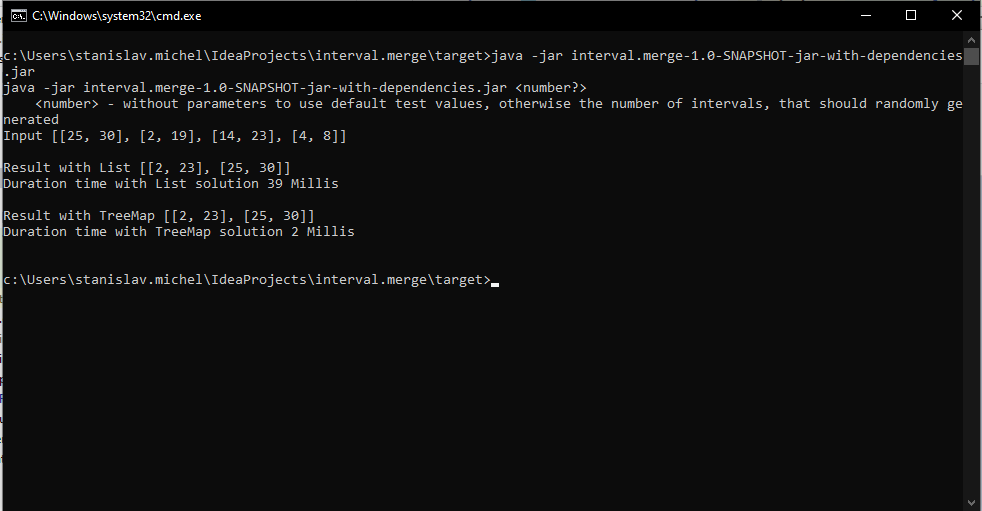 C:\Windows\system32\cmd.exe
c:\Users\stanislav.michel\IdeaProjects\interval.merge\target>java -jar interval.merge-1.0-SNAPSHOT-jar-with-dependencies
.jar
java -jar interval.merge-1.0-SNAPSHOT-jar-with-dependencies.jar <number?>
    <number> - without parameters to use default test values, otherwise the number of intervals, that should randomly ge
nerated
Input [[25, 30], [2, 19], [14, 23], [4, 8]]
Result with List [[2, 23], [25, 30]]
Duration time with List solution 39 Millis
Result with TreeMap [[2, 23], [25, 30]]
Duration time with TreeMap solution 2 Millis
c:\Users\stanislav.michel\IdeaProjects\interval.merge\target>